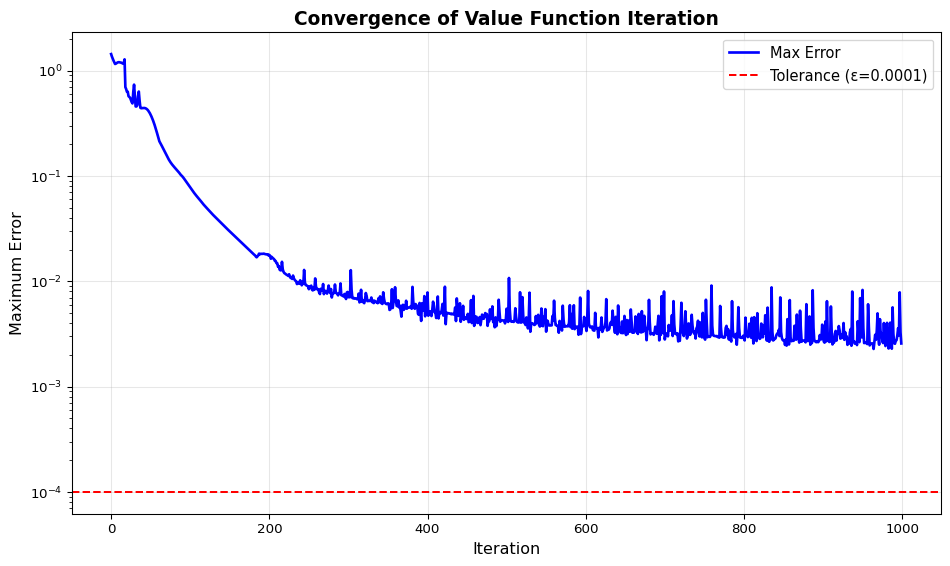 Convergence of Value Function Iteration
Max Error
Tolerance (ε=0.0001)
Maximum Error
10⁰
10⁻¹
10⁻²
10⁻³
10⁻⁴
0 200 400 600 800 1000
Iteration